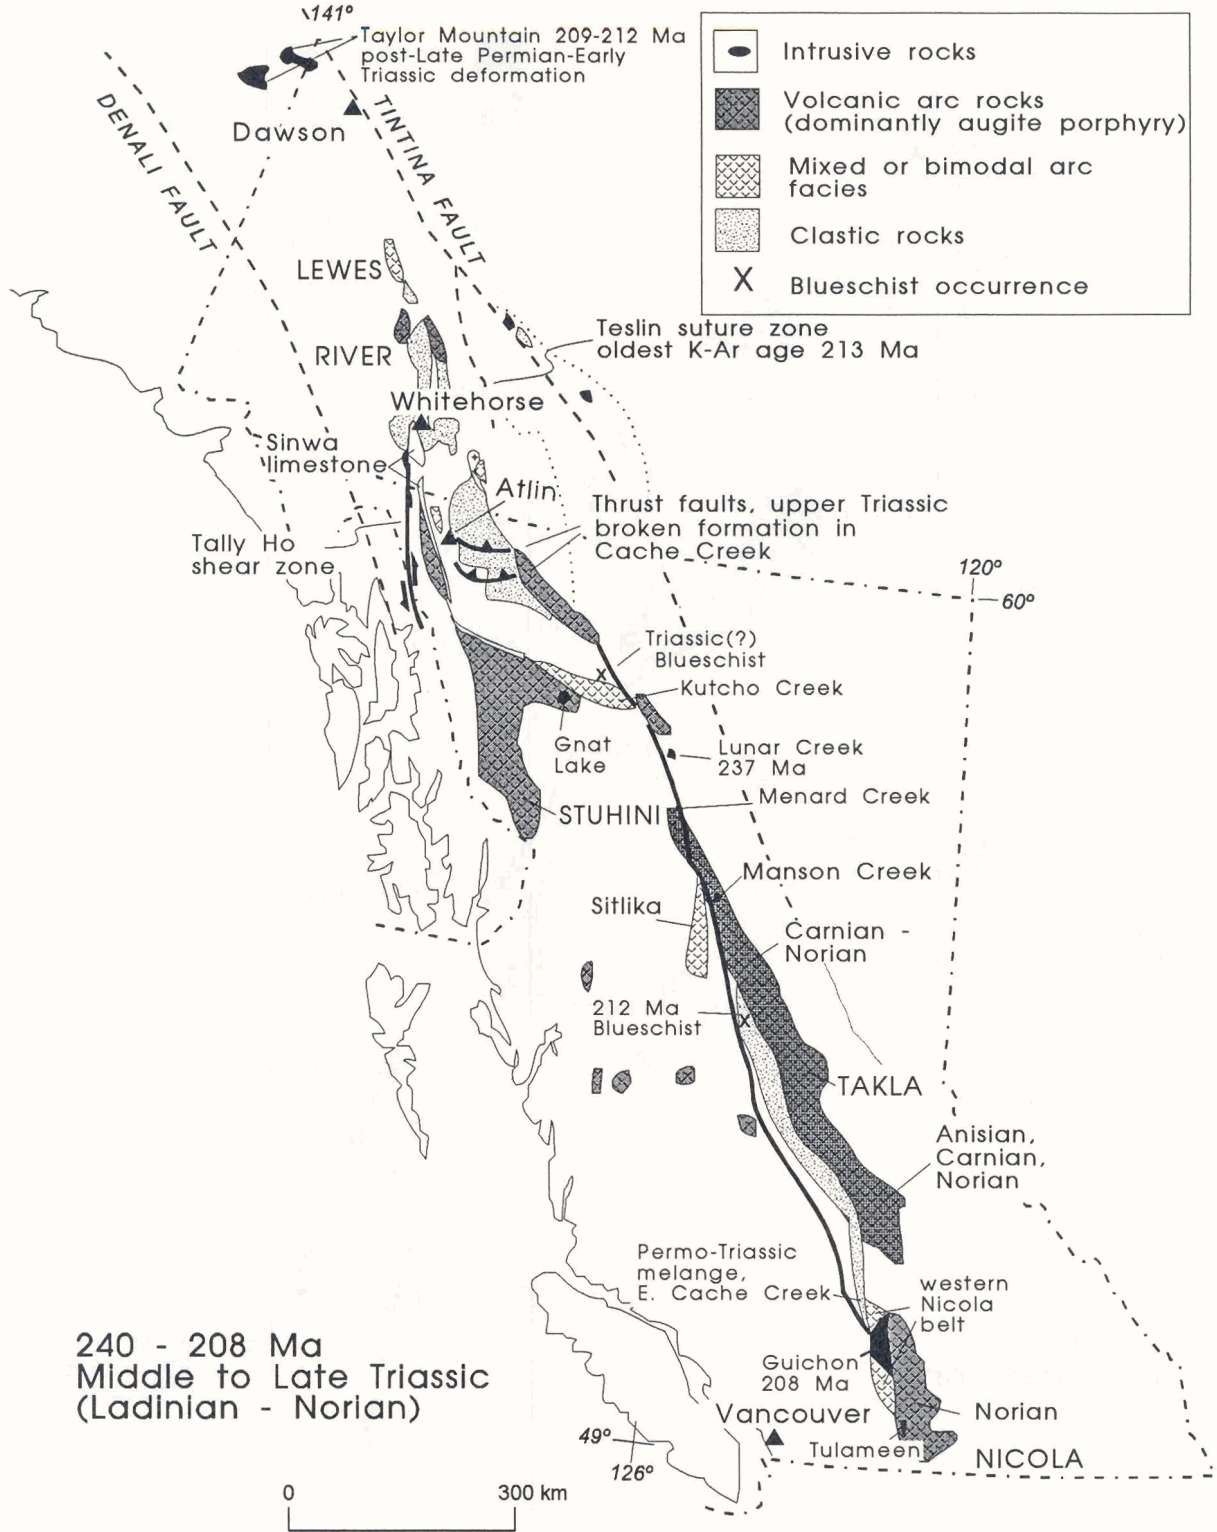 141°
Taylor Mountain 209-212 Ma
post-Late Permian-Early
Triassic deformation
Dawson
DENALI FAULT
TINTINA FAULT
Intrusive rocks
Volcanic arc rocks
(dominantly augite porphyry)
Mixed or bimodal arc
facies
Clastic rocks
X Blueschist occurrence
LEWES
RIVER
Teslin suture zone
oldest K-Ar age 213 Ma
Whitehorse
Sinwa
limestone
Atlin
Thrust faults, upper Triassic
broken formation in
Cache Creek
Tally Ho
shear zone
120°
60°
Triassic(?)
Blueschist
X
Kutcho Creek
Gnat
Lake
Lunar Creek
237 Ma
STUHINI
Menard Creek
Manson Creek
Sitlika
Carnian -
Norian
212 Ma
Blueschist
X
TAKLA
Anisian,
Carnian,
Norian
Permo-Triassic
melange,
E. Cache Creek
western
Nicola
belt
240 - 208 Ma
Middle to Late Triassic
(Ladinian - Norian)
Guichon
208 Ma
Vancouver
Norian
49°
126°
Tulameen
NICOLA
0 300 km